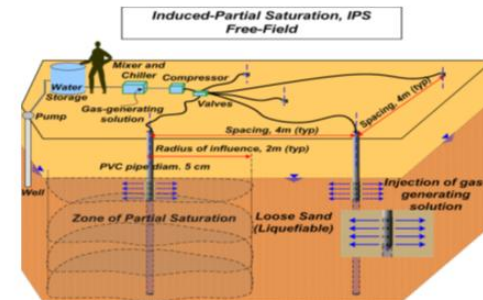 Induced-Partial Saturation, IPS
Free-Field
Mixer and
Chiller
Compressor
Water
Storage
Gas-generating
solution
Valves
Pump
Spacing, 4m (typ)
Spacing, 4m (typ)
Radius of influence, 2m (typ)
PVC pipe diam. 5 cm
Well
Injection of gas
generating
solution
Zone of Partial Saturation
Loose Sand
(Liquefiable)